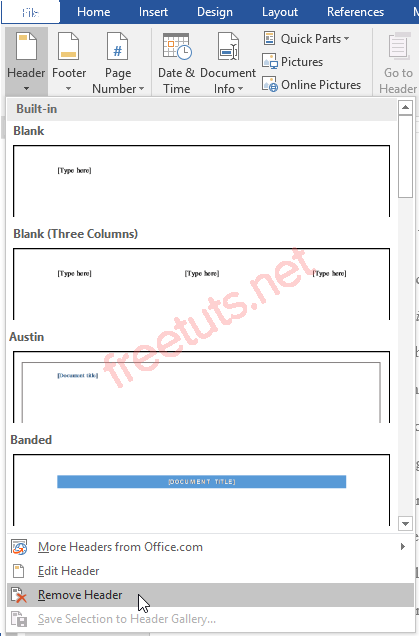 File Home Insert Design Layout References M
Header Footer Page Number Date & Time Document Info Quick Parts Pictures Online Pictures Go to Header
Built-in
Blank
[Type here]
Blank (Three Columns)
[Type here] [Type here] [Type here]
freetuts.net
Austin
[Document title]
Banded
[DOCUMENT TITLE]
More Headers from Office.com
Edit Header
Remove Header
Save Selection to Header Gallery...